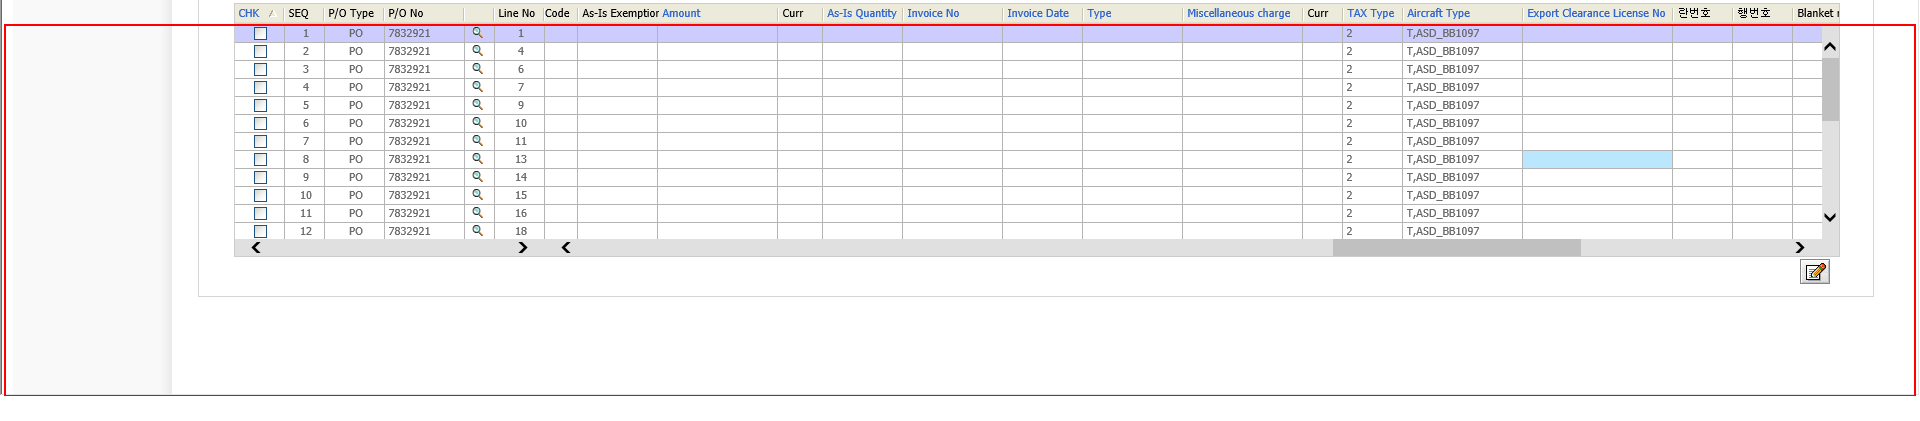 CHK SEQ P/O Type P/O No Line No Code As-Is Exemption Amount Curr As-Is Quantity Invoice No Invoice Date Type Miscellaneous charge Curr TAX Type Aircraft Type Export Clearance License No 란번호 행번호 Blanket
1 PO 7832921 1 2 T,ASD_BB1097
2 PO 7832921 4 2 T,ASD_BB1097
3 PO 7832921 6 2 T,ASD_BB1097
4 PO 7832921 7 2 T,ASD_BB1097
5 PO 7832921 9 2 T,ASD_BB1097
6 PO 7832921 10 2 T,ASD_BB1097
7 PO 7832921 11 2 T,ASD_BB1097
8 PO 7832921 13 2 T,ASD_BB1097
9 PO 7832921 14 2 T,ASD_BB1097
10 PO 7832921 15 2 T,ASD_BB1097
11 PO 7832921 16 2 T,ASD_BB1097
12 PO 7832921 18 2 T,ASD_BB1097